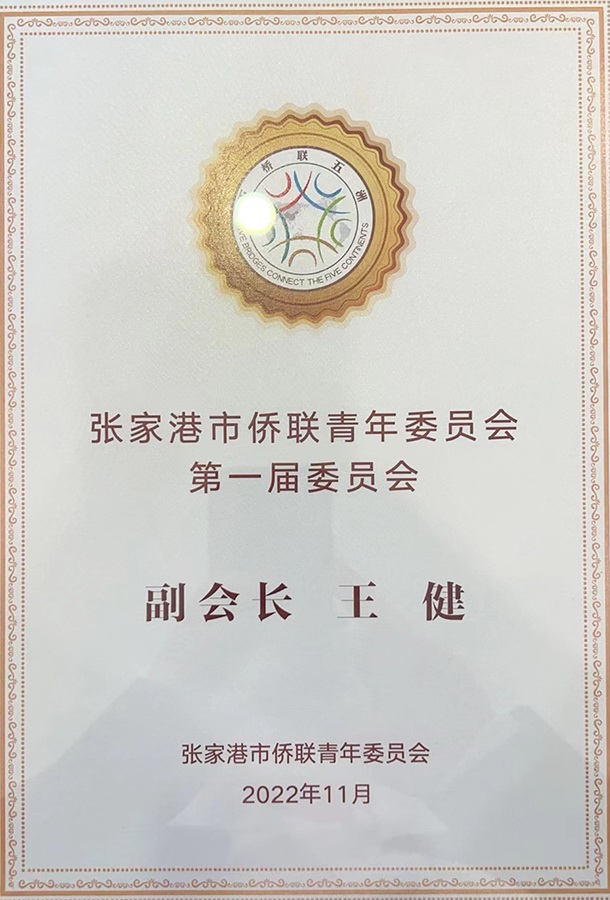 侨联五洲
BRIDGES CONNECT THE FIVE CONTINENTS
张家港市侨联青年委员会
第一届委员会
副会长 王 健
张家港市侨联青年委员会
2022年11月